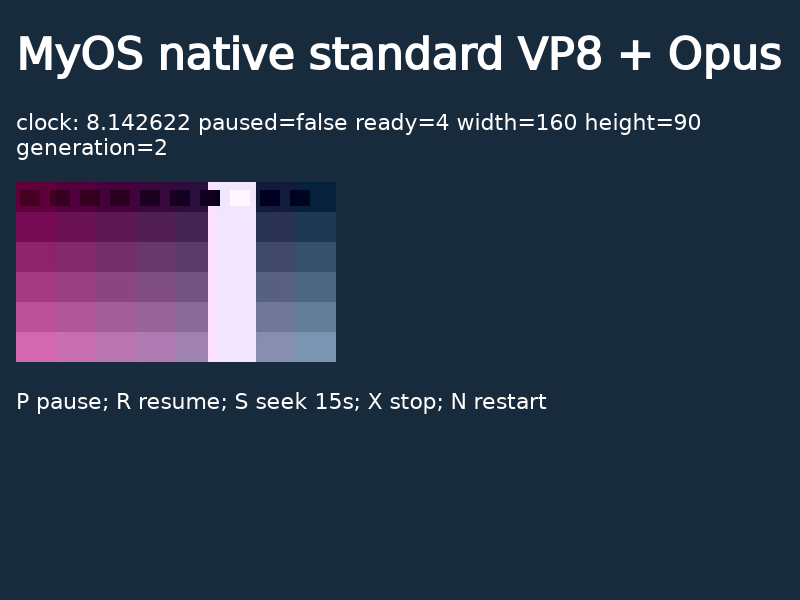 MyOS native standard VP8 + Opus
clock: 8.142622 paused=false ready=4 width=160 height=90
generation=2
P pause; R resume; S seek 15s; X stop; N restart